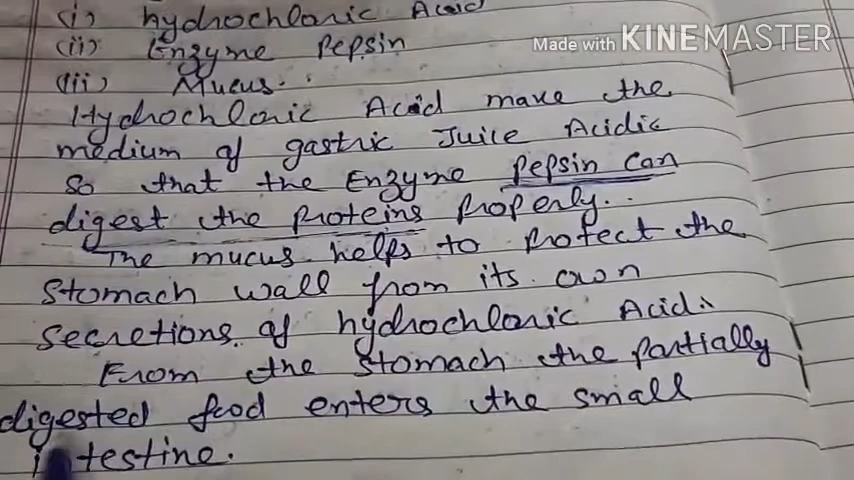 (i) hydrochloric Acid
(ii) Enzyme Pepsin
Made with KINEMASTER
(iii) Mucus.
Hydrochloric Acid make the
medium of gastric Juice Acidic
so that the Enzyme pepsin can
digest the proteins properly..
The mucus helps to protect the
stomach wall from its own
secretions of hydrochloric Acid.
From the stomach the partially
digested food enters the small
intestine.